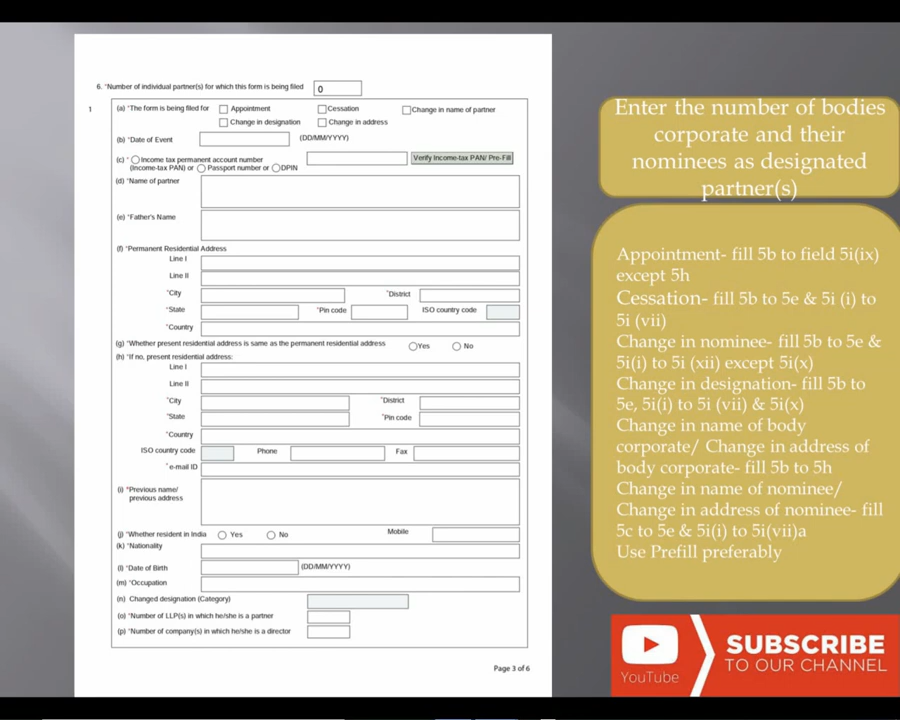 6. *Number of individual partner(s) for which this form is being filed 0
1 (a) *The form is being filed for Appointment Cessation Change in name of partner
Change in designation Change in address
(b) *Date of Event (DD/MM/YYYY)
(c) * Income tax permanent account number Verify Income-tax PAN/ Pre-Fill
(Income-tax PAN) or Passport number or DPIN
(d) *Name of partner
(e) *Father's Name
(f) *Permanent Residential Address
Line I
Line II
*City *District
*State *Pin code ISO country code
*Country
(g) *Whether present residential address is same as the permanent residential address Yes No
(h) *If no, present residential address:
Line I
Line II
*City *District
*State *Pin code
*Country
ISO country code Phone Fax
*e-mail ID
(i) *Previous name/
previous address
(j) *Whether resident in India Yes No Mobile
(k) *Nationality
(l) *Date of Birth (DD/MM/YYYY)
(m) *Occupation
(n) Changed designation (Category)
(o) *Number of LLP(s) in which he/she is a partner
(p) *Number of company(s) in which he/she is a director
Page 3 of 6
Enter the number of bodies
corporate and their
nominees as designated
partner(s)
Appointment- fill 5b to field 5i(ix)
except 5h
Cessation- fill 5b to 5e & 5i (i) to
5i (vii)
Change in nominee- fill 5b to 5e &
5i(i) to 5i (xii) except 5i(x)
Change in designation- fill 5b to
5e, 5i(i) to 5i (vii) & 5i(x)
Change in name of body
corporate/ Change in address of
body corporate- fill 5b to 5h
Change in name of nominee/
Change in address of nominee- fill
5c to 5e & 5i(i) to 5i(vii)a
Use Prefill preferably
YouTube
SUBSCRIBE
TO OUR CHANNEL